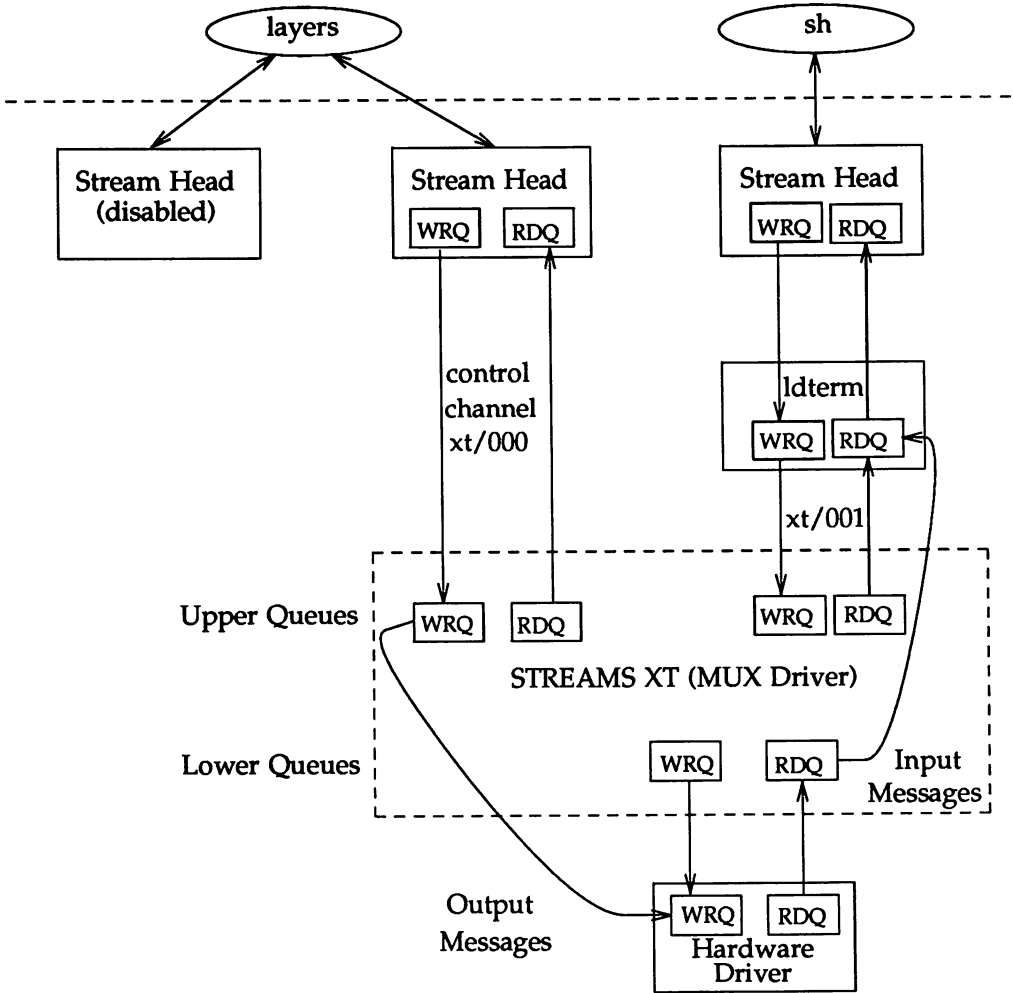 layers
sh
Stream Head
(disabled)
Stream Head
WRQ
RDQ
Stream Head
WRQ
RDQ
control
channel
xt/000
ldterm
WRQ
RDQ
xt/001
Upper Queues
WRQ
RDQ
WRQ
RDQ
STREAMS XT (MUX Driver)
Lower Queues
WRQ
RDQ
Input
Messages
Output
Messages
WRQ
RDQ
Hardware
Driver